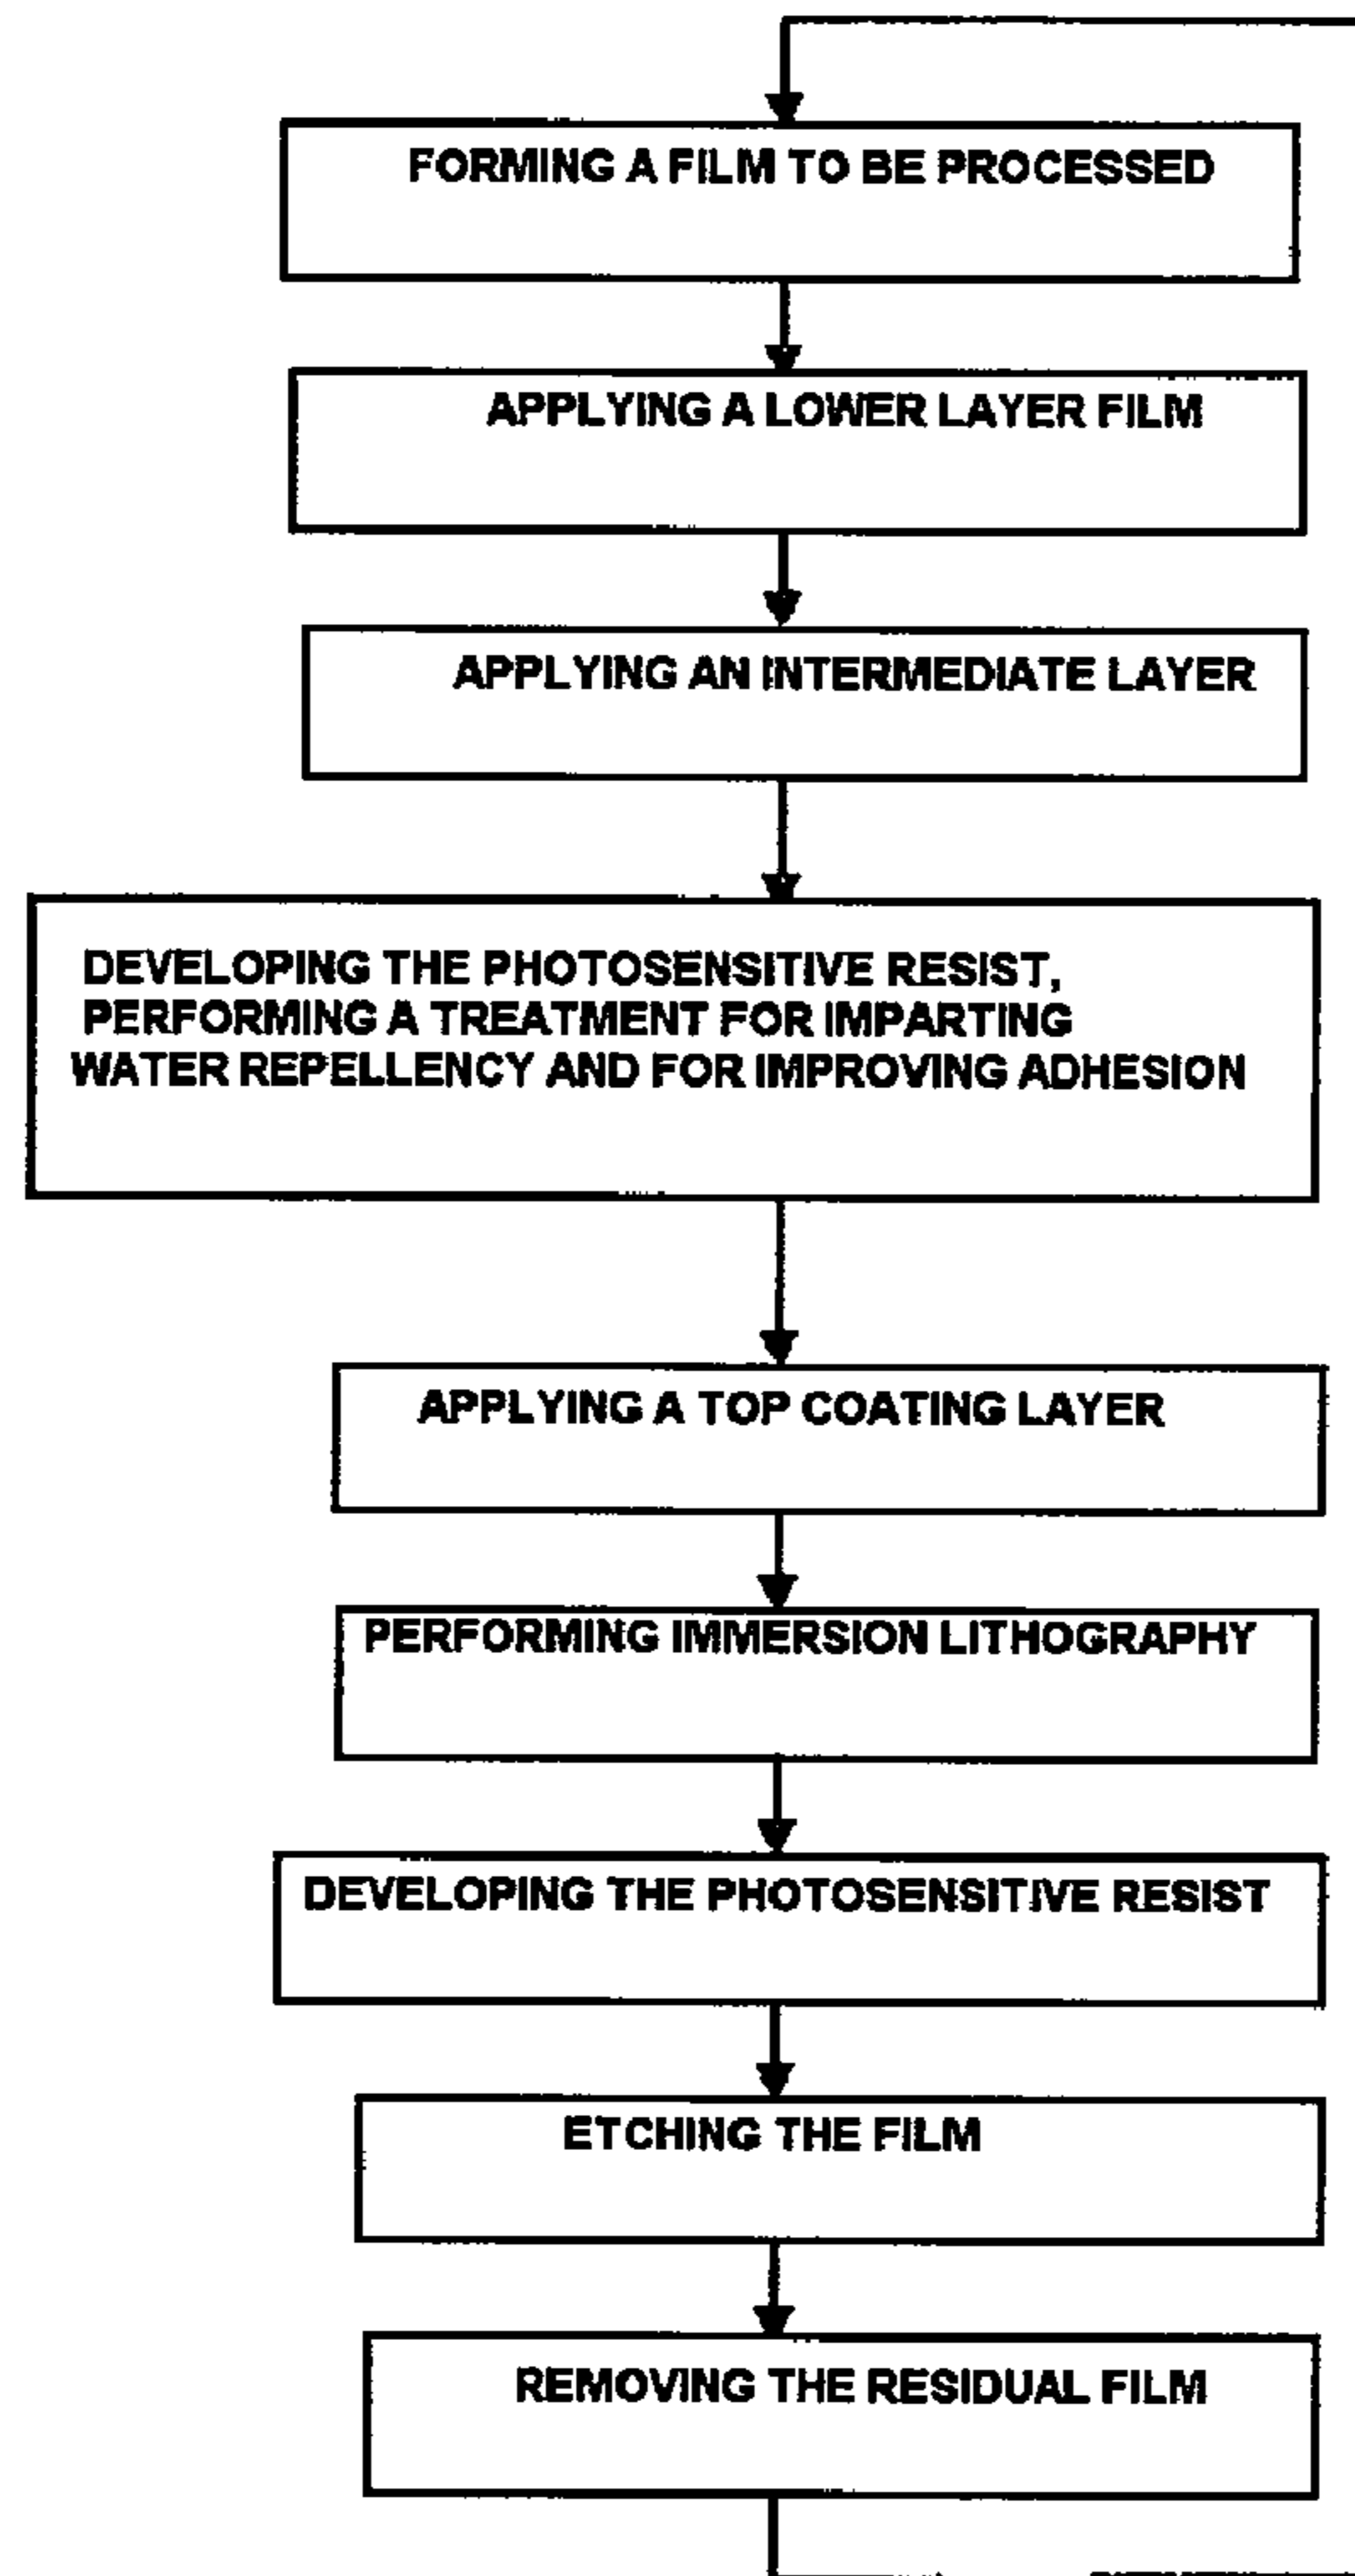 FORMING A FILM TO BE PROCESSED
APPLYING A LOWER LAYER FILM
APPLYING AN INTERMEDIATE LAYER
DEVELOPING THE PHOTOSENSITIVE RESIST,
PERFORMING A TREATMENT FOR IMPARTING
WATER REPELLENCY AND FOR IMPROVING ADHESION
APPLYING A TOP COATING LAYER
PERFORMING IMMERSION LITHOGRAPHY
DEVELOPING THE PHOTOSENSITIVE RESIST
ETCHING THE FILM
REMOVING THE RESIDUAL FILM